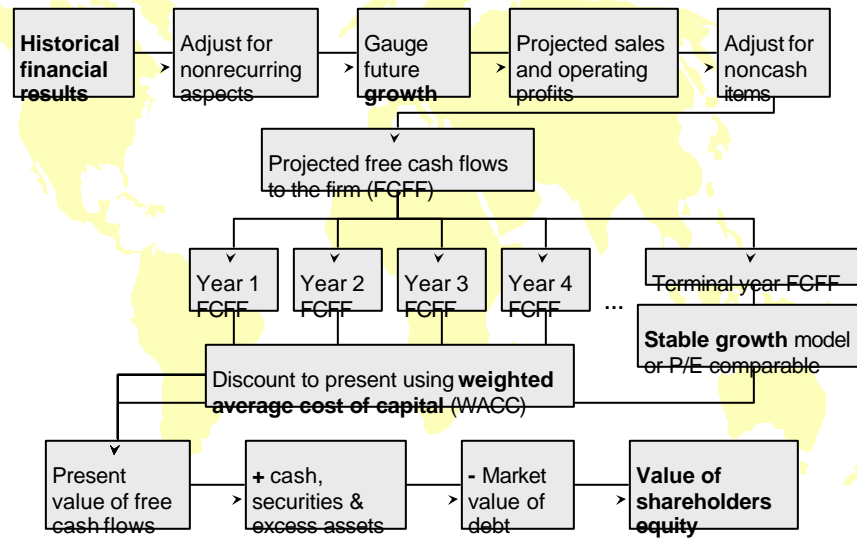 Historical
financial
results
Adjust for
nonrecurring
aspects
Gauge
future
growth
Projected sales
and operating
profits
Adjust for
noncash
items
Projected free cash flows
to the firm (FCFF)
Year 1
FCFF
Year 2
FCFF
Year 3
FCFF
Year 4
FCFF
...
Terminal year FCFF
Stable growth model
or P/E comparable
Discount to present using weighted
average cost of capital (WACC)
Present
value of free
cash flows
+ cash,
securities &
excess assets
- Market
value of
debt
Value of
shareholders
equity